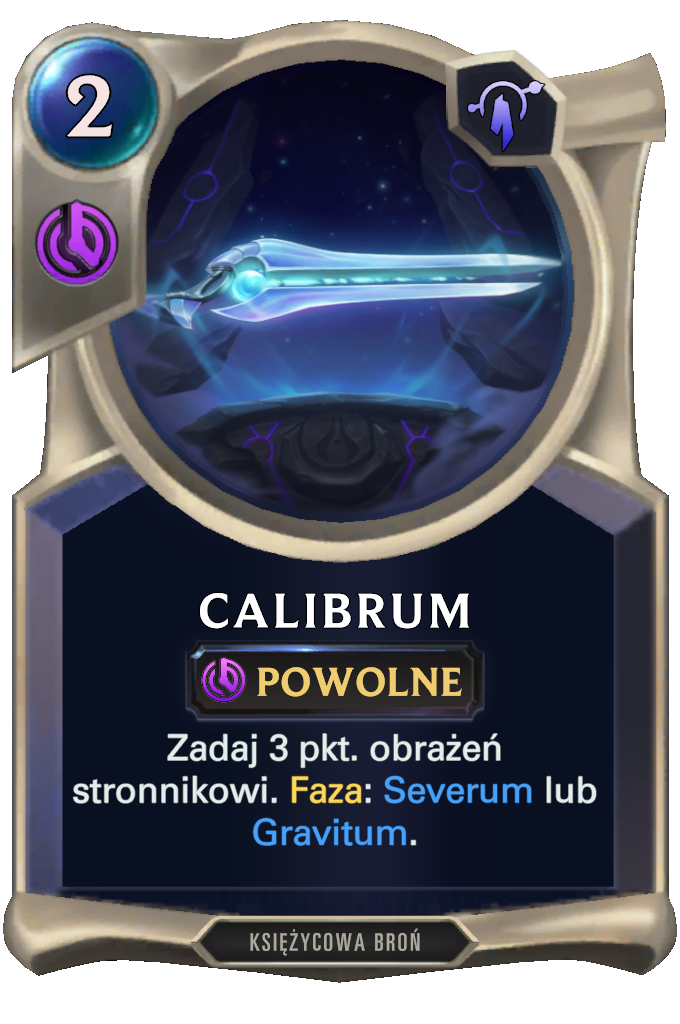 2
CALIBRUM
POWOLNE
Zadaj 3 pkt. obrażeń
stronnikowi. Faza: Severum lub
Gravitum.
KSIĘŻYCOWA BROŃ